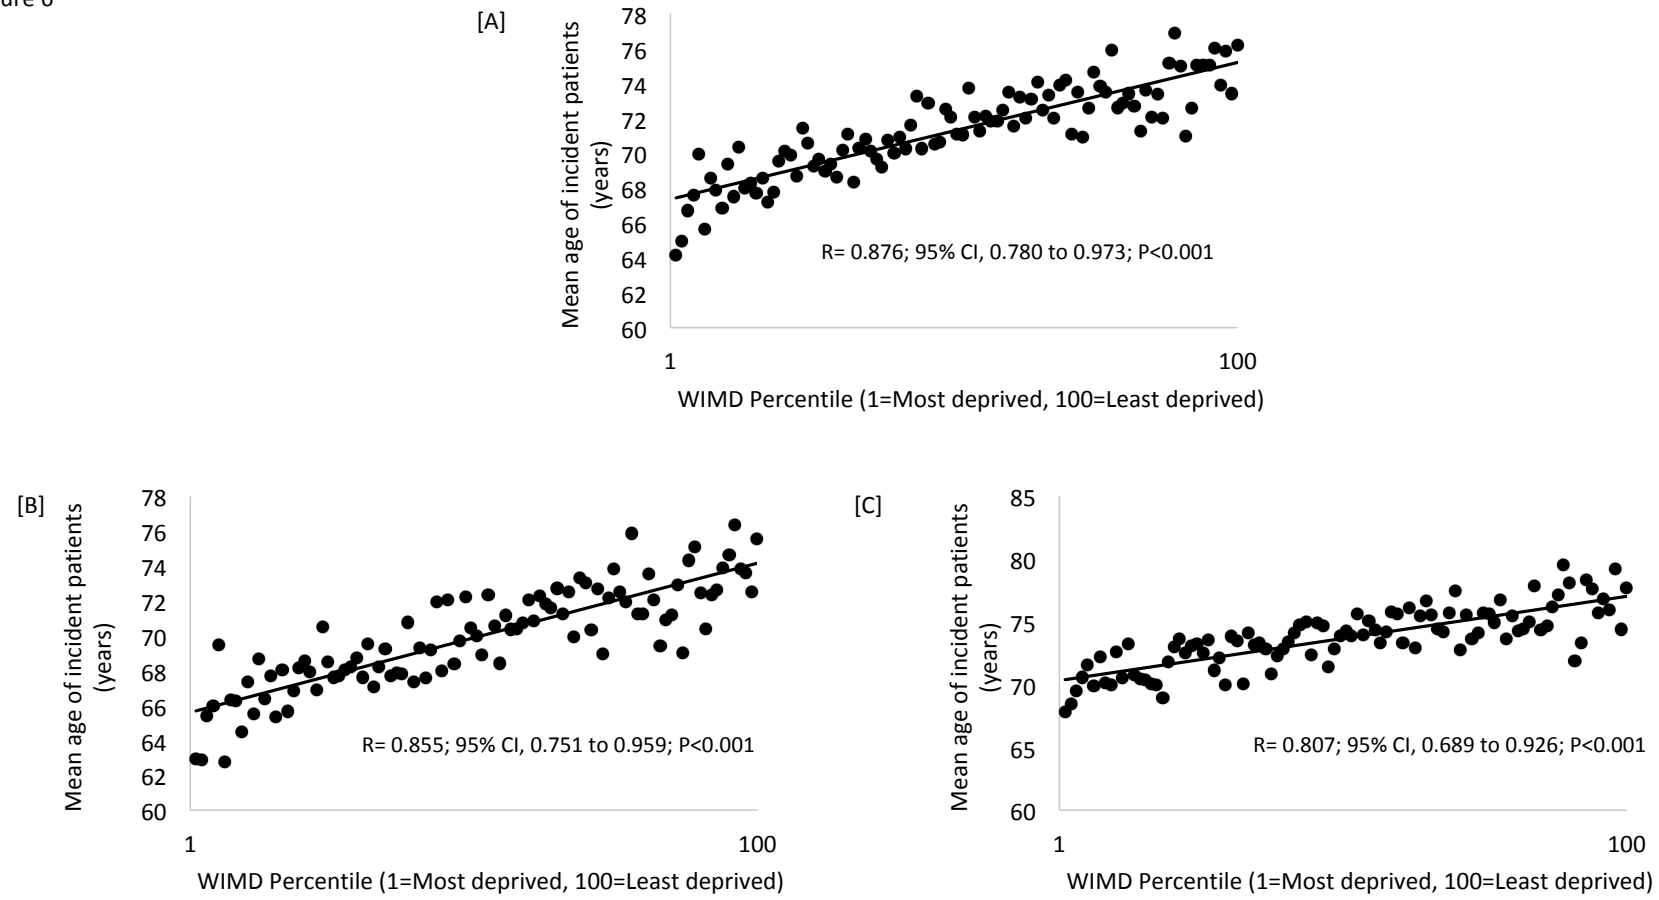 [A]
78
76
74
72
70
68
66
64
62
60
Mean age of incident patients
(years)
R= 0.876; 95% CI, 0.780 to 0.973; P<0.001
1
100
WIMD Percentile (1=Most deprived, 100=Least deprived)
[B]
78
76
74
72
70
68
66
64
62
60
Mean age of incident patients
(years)
R= 0.855; 95% CI, 0.751 to 0.959; P<0.001
1
100
WIMD Percentile (1=Most deprived, 100=Least deprived)
[C]
85
80
75
70
65
60
Mean age of incident patients
(years)
R= 0.807; 95% CI, 0.689 to 0.926; P<0.001
1
100
WIMD Percentile (1=Most deprived, 100=Least deprived)